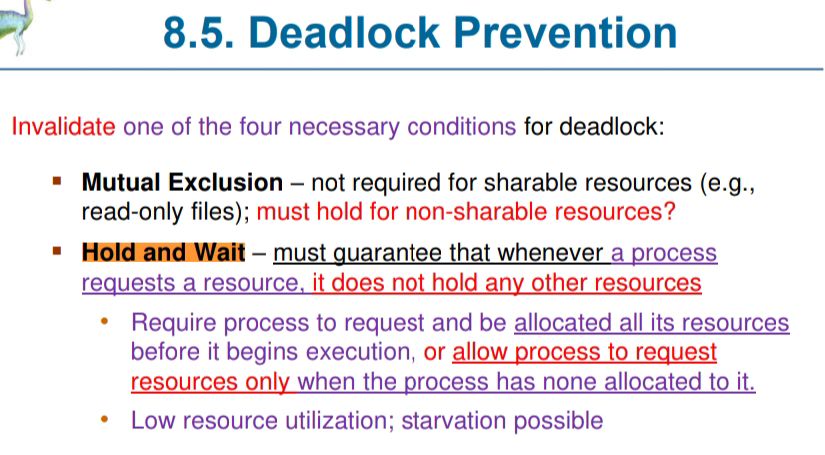 8.5. Deadlock Prevention
Invalidate one of the four necessary conditions for deadlock:
▪ Mutual Exclusion – not required for sharable resources (e.g.,
read-only files); must hold for non-sharable resources?
▪ Hold and Wait – must guarantee that whenever a process
requests a resource, it does not hold any other resources
• Require process to request and be allocated all its resources
before it begins execution, or allow process to request
resources only when the process has none allocated to it.
• Low resource utilization; starvation possible